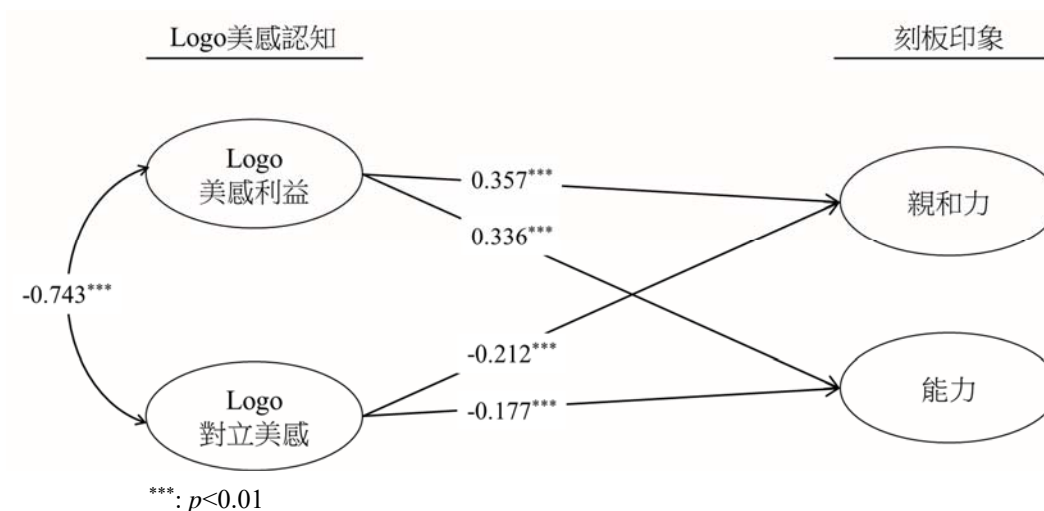 Logo美感認知
刻板印象
Logo
美感利益
0.357***
親和力
0.336***
-0.743***
-0.212***
Logo
對立美感
-0.177***
能力
***: p<0.01